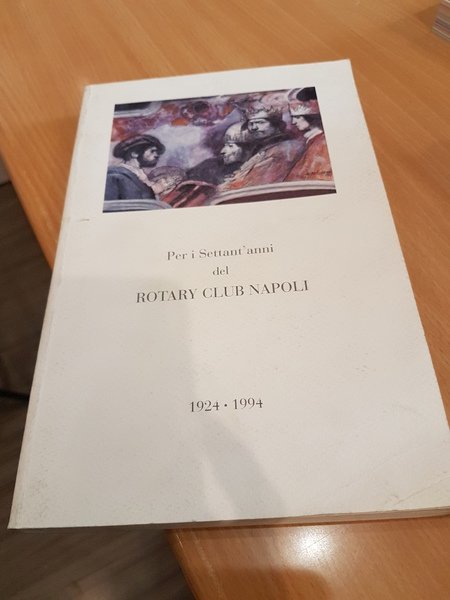 Per i Settant'anni
del
ROTARY CLUB NAPOLI
1924 • 1994